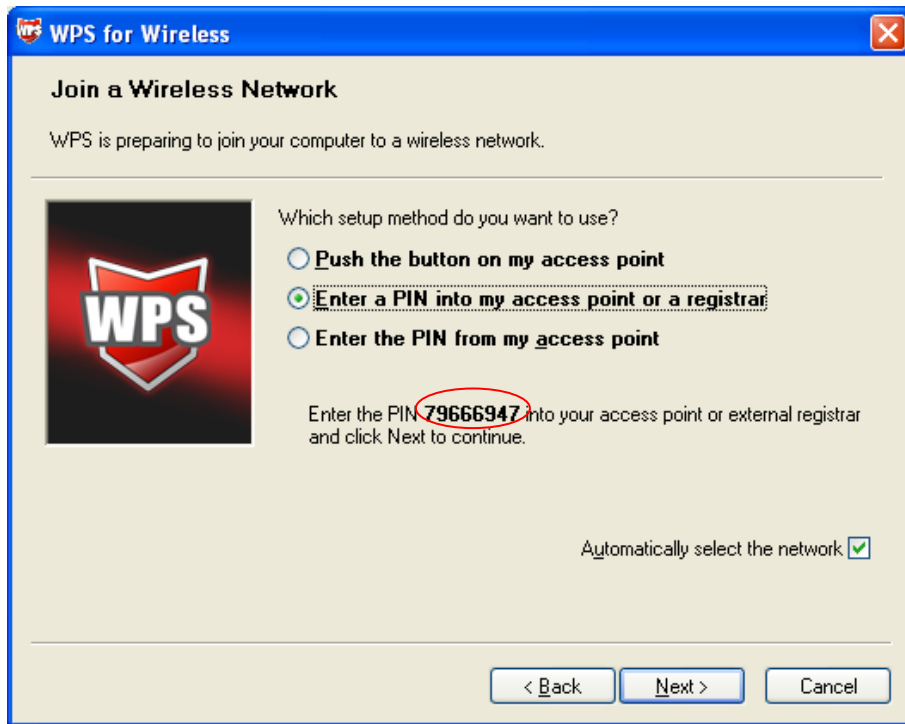 WPS WPS for Wireless
Join a Wireless Network
WPS is preparing to join your computer to a wireless network.
WPS
Which setup method do you want to use?
Push the button on my access point
Enter a PIN into my access point or a registrar
Enter the PIN from my access point
Enter the PIN 79666947 into your access point or external registrar
and click Next to continue.
Automatically select the network
< Back
Next >
Cancel